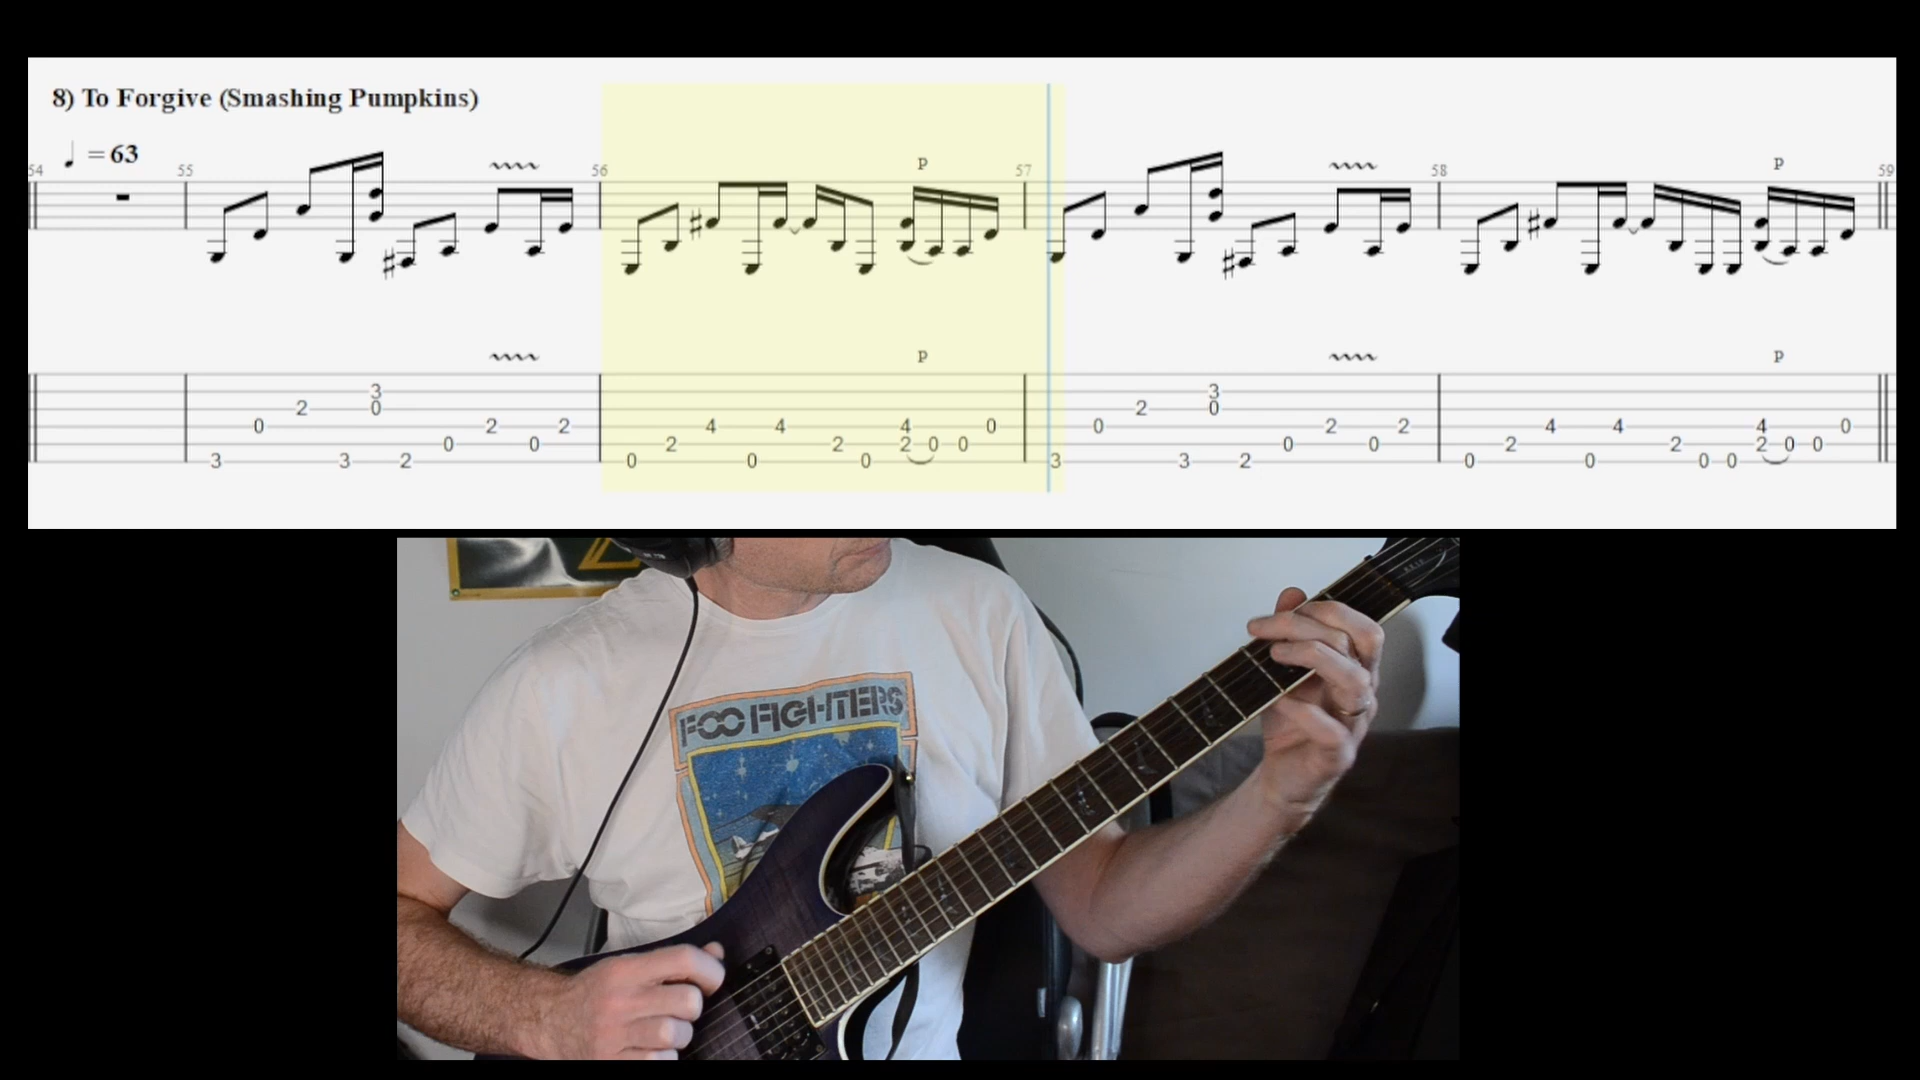 8) To Forgive (Smashing Pumpkins)
♩ = 63
54 55 56 57 58 59
P P
P P
3 3
2 0 2 0
0 2 2 4 4 4 0 0 2 2 4 4 4 0
0 0 2 2 2 0 0 0 0 2 2 2 0 0
3 3 2 0 0 0 3 3 2 0 0 0 0
FOO FIGHTERS